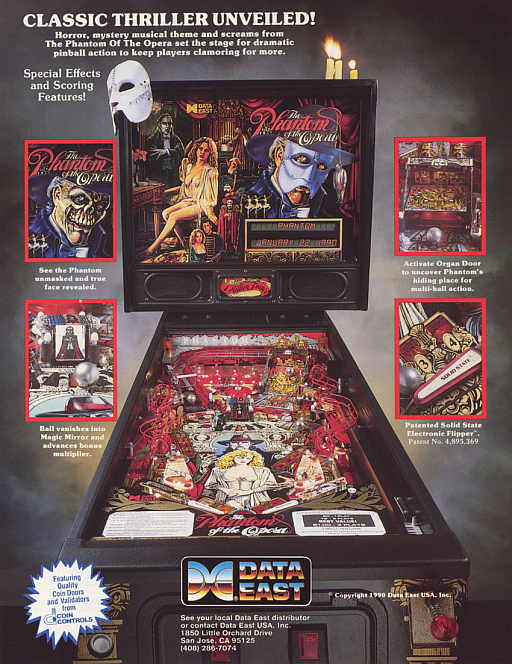 CLASSIC THRILLER UNVEILED!
Horror, mystery musical theme and screams from
The Phantom Of The Opera set the stage for dramatic
pinball action to keep players clamoring for more.
Special Effects
and Scoring
Features!
DATA
EAST
The
Phantom
of the
Opera
PHANTOM
JANUARY 22 1990
The
Phantom
of the
Opera
See the Phantom
unmasked and true
face revealed.
Activate Organ Door
to uncover Phantom's
hiding place for
multi-ball action.
Ball vanishes into
Magic Mirror and
advances bonus
multiplier.
SOLID STATE
Patented Solid State
Electronic Flipper™.
Patent No. 4,895,369
PHANTOM
DATA EAST
BEST VALUE!
The
Phantom
of the Opera
Featuring
Quality
Coin Doors
and Validators
from
COIN
CONTROLS
DATA
EAST
© Copyright 1990 Data East USA, Inc.
See your local Data East distributor
or contact Data East USA, Inc.
1850 Little Orchard Drive
San Jose, CA 95125
(408) 286-7074